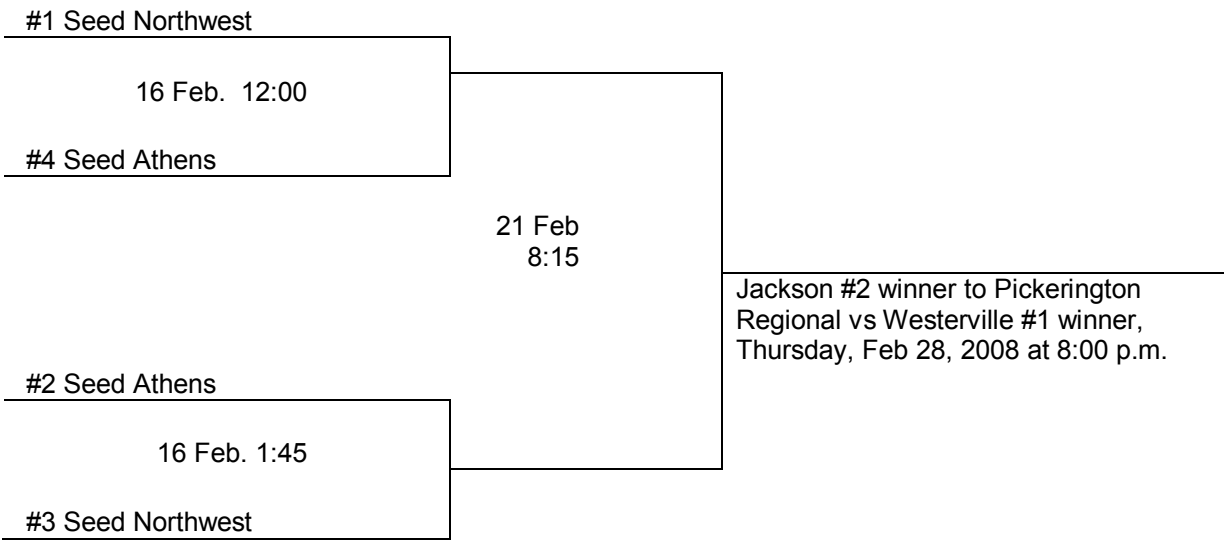 #1 Seed Northwest
16 Feb.  12:00
#4 Seed Athens
21 Feb
8:15
Jackson #2 winner to Pickerington
Regional vs Westerville #1 winner,
Thursday, Feb 28, 2008 at 8:00 p.m.
#2 Seed Athens
16 Feb. 1:45
#3 Seed Northwest